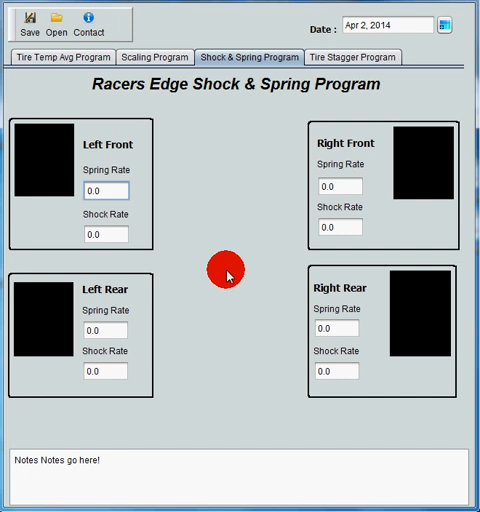 Save Open Contact
Date : Apr 2, 2014
Tire Temp Avg Program Scaling Program Shock & Spring Program Tire Stagger Program
Racers Edge Shock & Spring Program
Left Front
Spring Rate
0.0
Shock Rate
0.0
Right Front
Spring Rate
0.0
Shock Rate
0.0
Left Rear
Spring Rate
0.0
Shock Rate
0.0
Right Rear
Spring Rate
0.0
Shock Rate
0.0
Notes Notes go here!